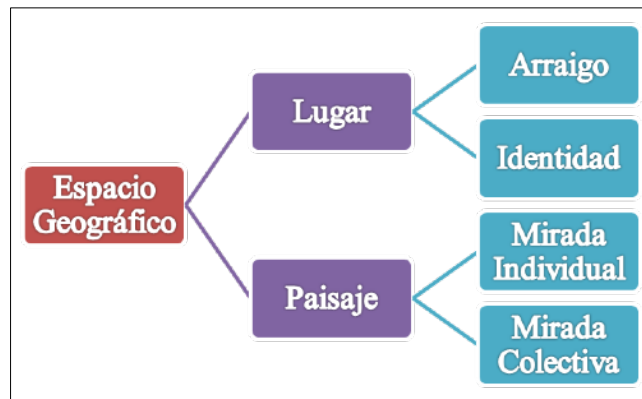 Espacio
Geográfico
Lugar
Arraigo
Identidad
Paisaje
Mirada
Individual
Mirada
Colectiva